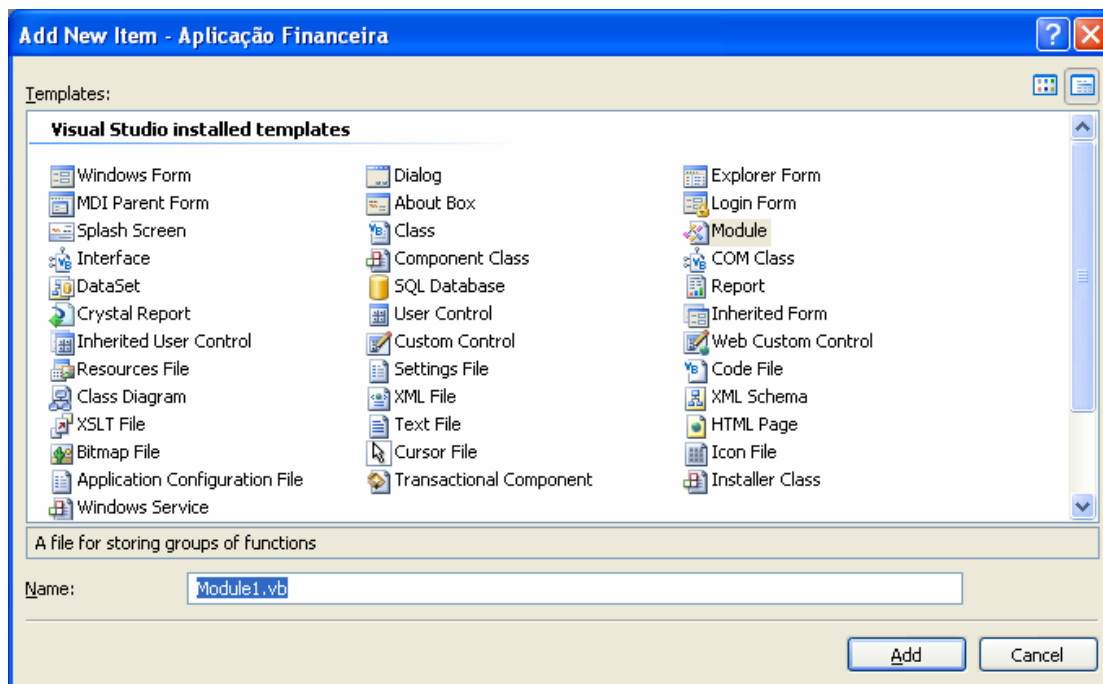 Add New Item - Aplicação Financeira
Templates:
Visual Studio installed templates
Windows Form Dialog Explorer Form
MDI Parent Form About Box Login Form
Splash Screen Class Module
Interface Component Class COM Class
DataSet SQL Database Report
Crystal Report User Control Inherited Form
Inherited User Control Custom Control Web Custom Control
Resources File Settings File Code File
Class Diagram XML File XML Schema
XSLT File Text File HTML Page
Bitmap File Cursor File Icon File
Application Configuration File Transactional Component Installer Class
Windows Service
A file for storing groups of functions
Name: Module1.vb
Add Cancel